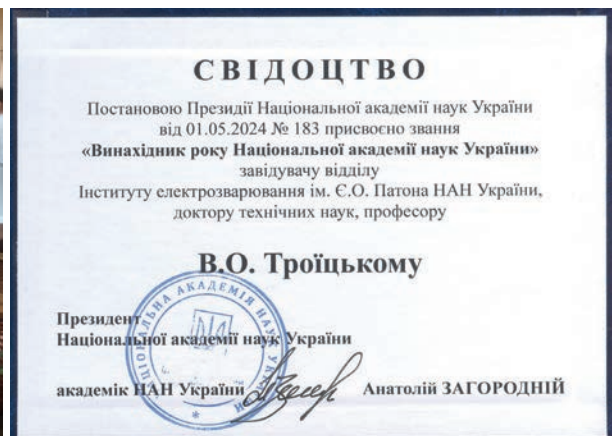 СВІДОЦТВО
Постановою Президії Національної академії наук України
від 01.05.2024 № 183 присвоєно звання
«Винахідник року Національної академії наук України»
завідувачу відділу
Інституту електрозварювання ім. Є.О. Патона НАН України,
доктору технічних наук, професору
В.О. Троїцькому
Президент
Національної академії наук України
академік НАН України Анатолій ЗАГОРОДНІЙ